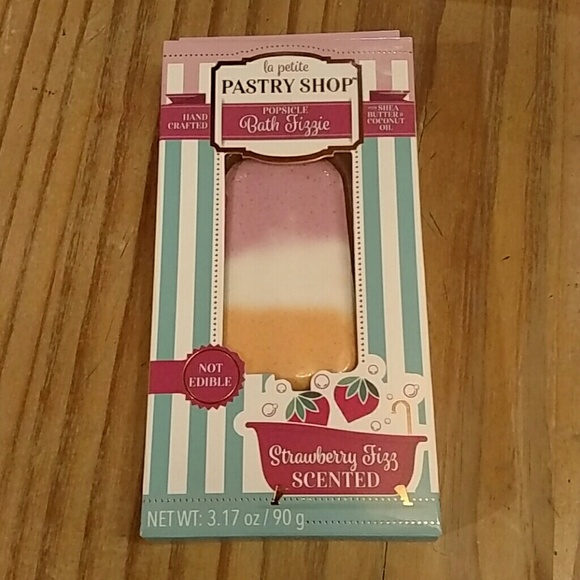 la petite
PASTRY SHOP™
POPSICLE
Bath Fizzie
HAND
CRAFTED
WITH SHEA
BUTTER &
COCONUT
OIL
NOT
EDIBLE
Strawberry Fizz
SCENTED
NET WT: 3.17 oz / 90 g